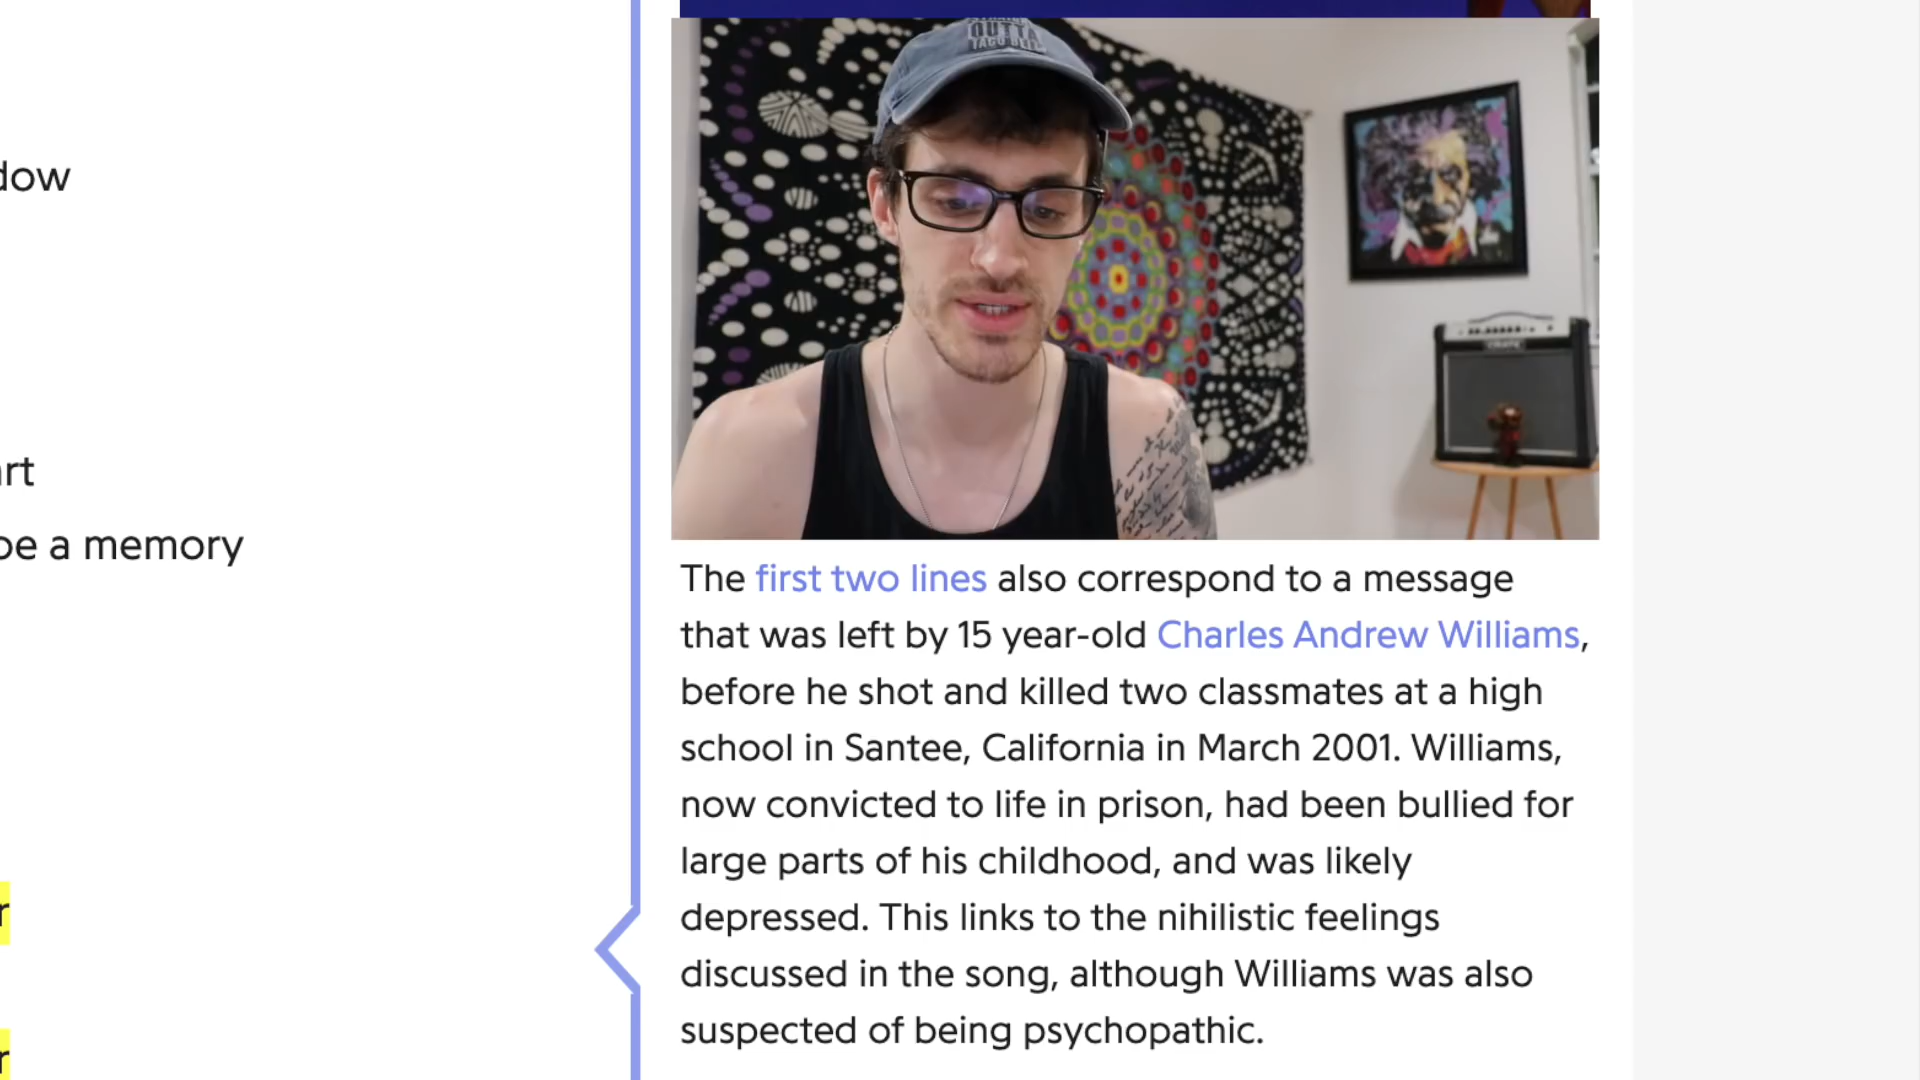 OUTTA
TACO BELL
CRATE
dow
rt
be a memory
r
r
The first two lines also correspond to a message
that was left by 15 year-old Charles Andrew Williams,
before he shot and killed two classmates at a high
school in Santee, California in March 2001. Williams,
now convicted to life in prison, had been bullied for
large parts of his childhood, and was likely
depressed. This links to the nihilistic feelings
discussed in the song, although Williams was also
suspected of being psychopathic.